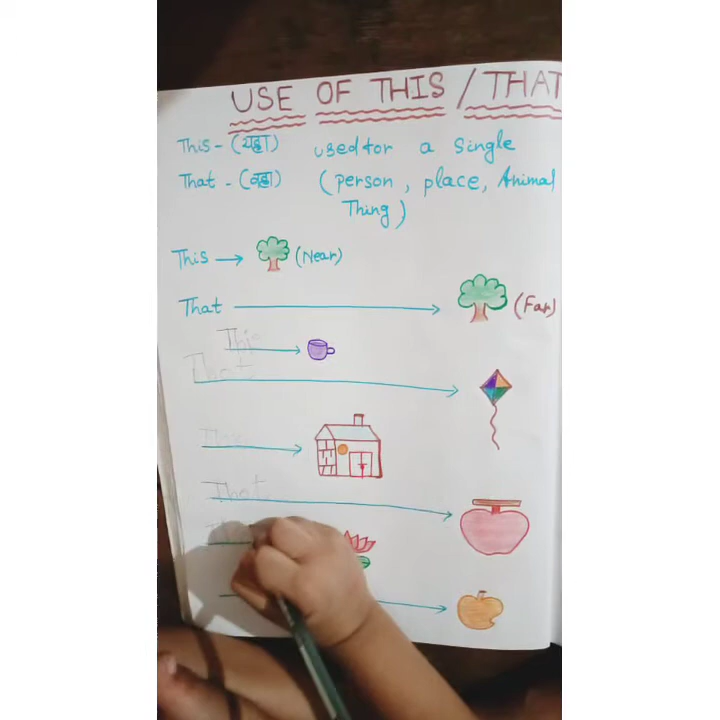 USE OF THIS / THAT
This - (यहा) used for a single
That - (वहा) (person, place, Animal
Thing)
This → (Near)
That → (Far)
This
That
This
That